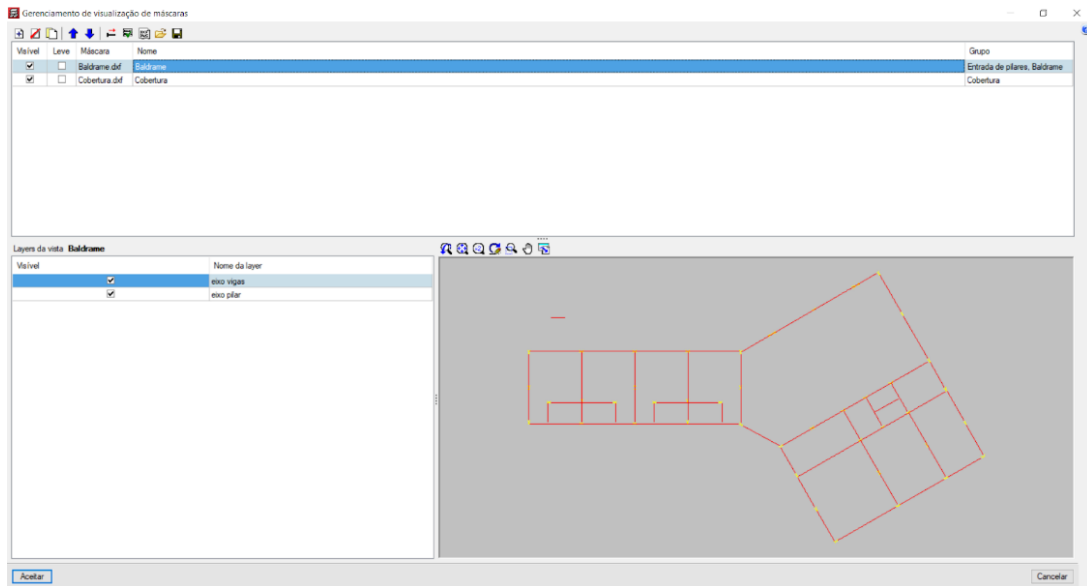 Gerenciamento de visualização de máscaras
Visível Leve Máscara Nome Grupo
Baldrame.dxf Baldrame Entrada de pilares, Baldrame
Cobertura.dxf Cobertura Cobertura
Layers da vista Baldrame
Visível Nome da layer
eixo vigas
eixo pilar
Aceitar Cancelar